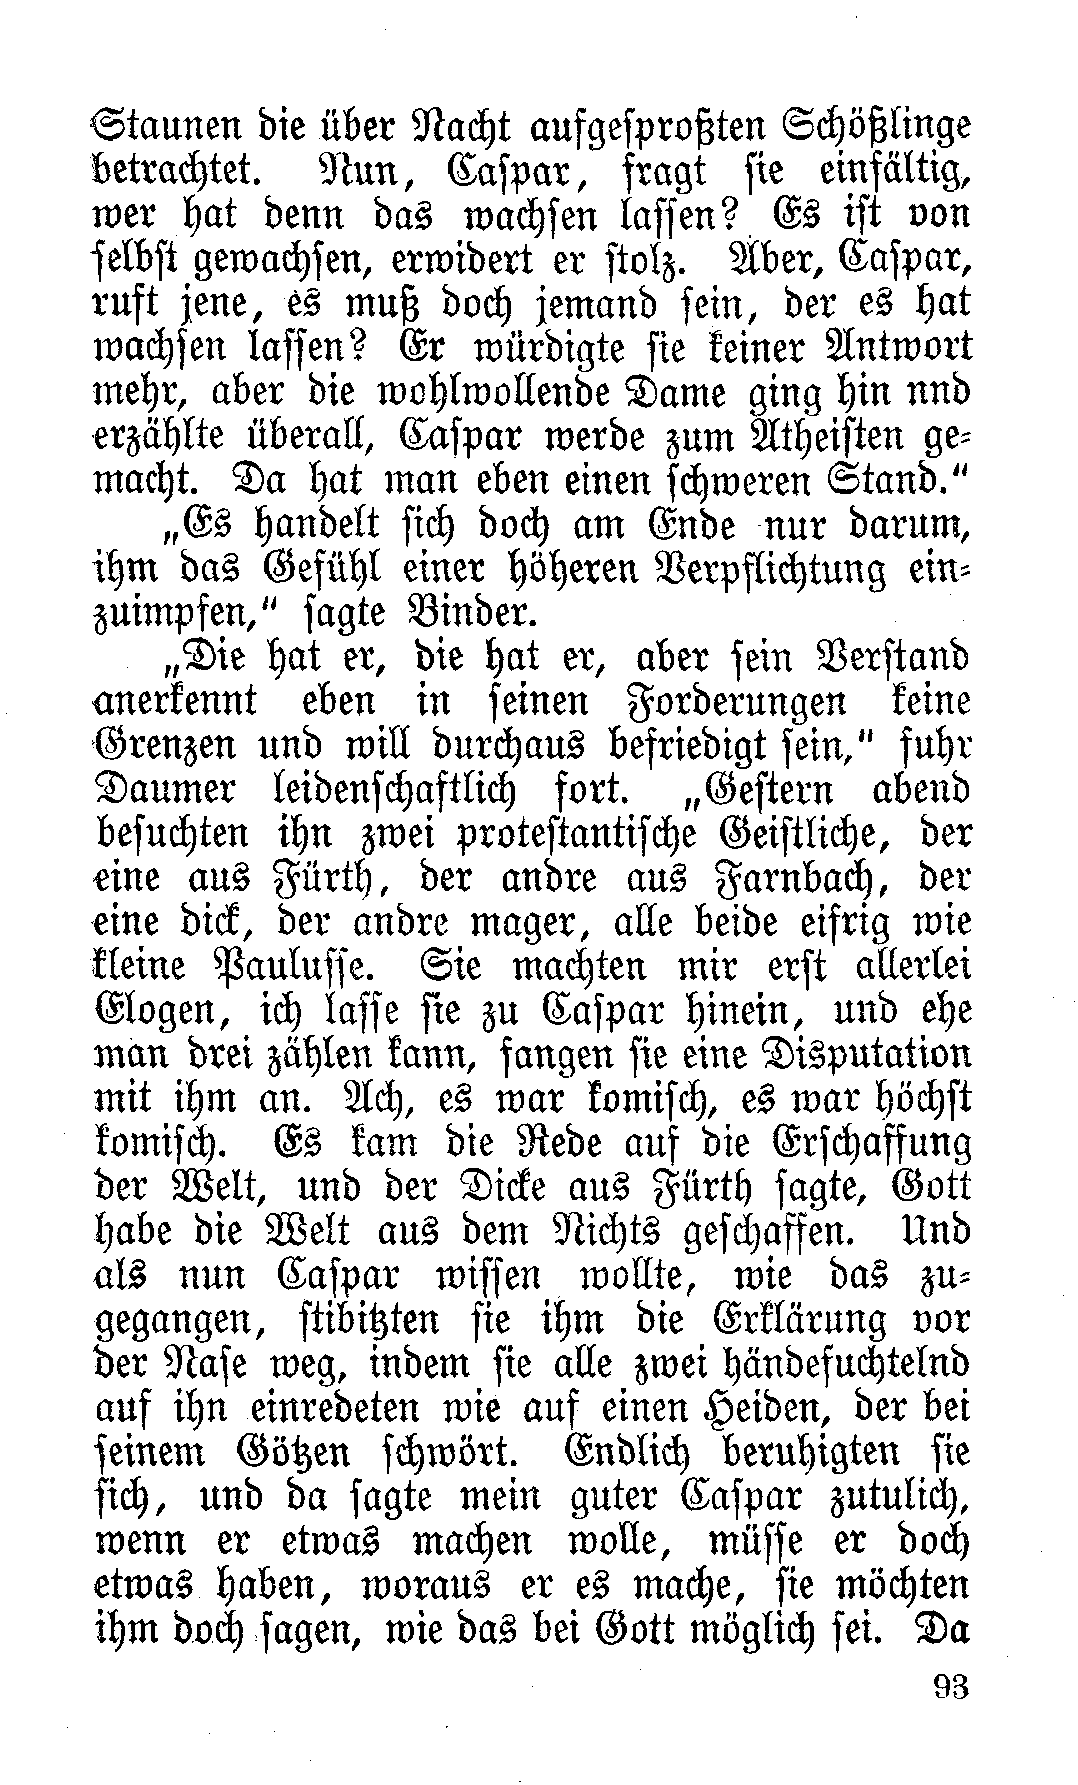 Staunen die über Nacht aufgesproßten Schößlinge
betrachtet. Nun, Caspar, fragt sie einfältig,
wer hat denn das wachsen lassen? Es ist von
selbst gewachsen, erwidert er stolz. Aber, Caspar,
ruft jene, es muß doch jemand sein, der es hat
wachsen lassen? Er würdigte sie keiner Antwort
mehr, aber die wohlwollende Dame ging hin nnd
erzählte überall, Caspar werde zum Atheisten ge-
macht. Da hat man eben einen schweren Stand."
„Es handelt sich doch am Ende nur darum,
ihm das Gefühl einer höheren Verpflichtung ein-
zuimpfen," sagte Binder.
„Die hat er, die hat er, aber sein Verstand
anerkennt eben in seinen Forderungen keine
Grenzen und will durchaus befriedigt sein," fuhr
Daumer leidenschaftlich fort. „Gestern abend
besuchten ihn zwei protestantische Geistliche, der
eine aus Fürth, der andre aus Farnbach, der
eine dick, der andre mager, alle beide eifrig wie
kleine Paulusse. Sie machten mir erst allerlei
Elogen, ich lasse sie zu Caspar hinein, und ehe
man drei zählen kann, fangen sie eine Disputation
mit ihm an. Ach, es war komisch, es war höchst
komisch. Es kam die Rede auf die Erschaffung
der Welt, und der Dicke aus Fürth sagte, Gott
habe die Welt aus dem Nichts geschaffen. Und
als nun Caspar wissen wollte, wie das zu-
gegangen, stibitzten sie ihm die Erklärung vor
der Nase weg, indem sie alle zwei händefuchtelnd
auf ihn einredeten wie auf einen Heiden, der bei
seinem Götzen schwört. Endlich beruhigten sie
sich, und da sagte mein guter Caspar zutulich,
wenn er etwas machen wolle, müsse er doch
etwas haben, woraus er es mache, sie möchten
ihm doch sagen, wie das bei Gott möglich sei. Da
93